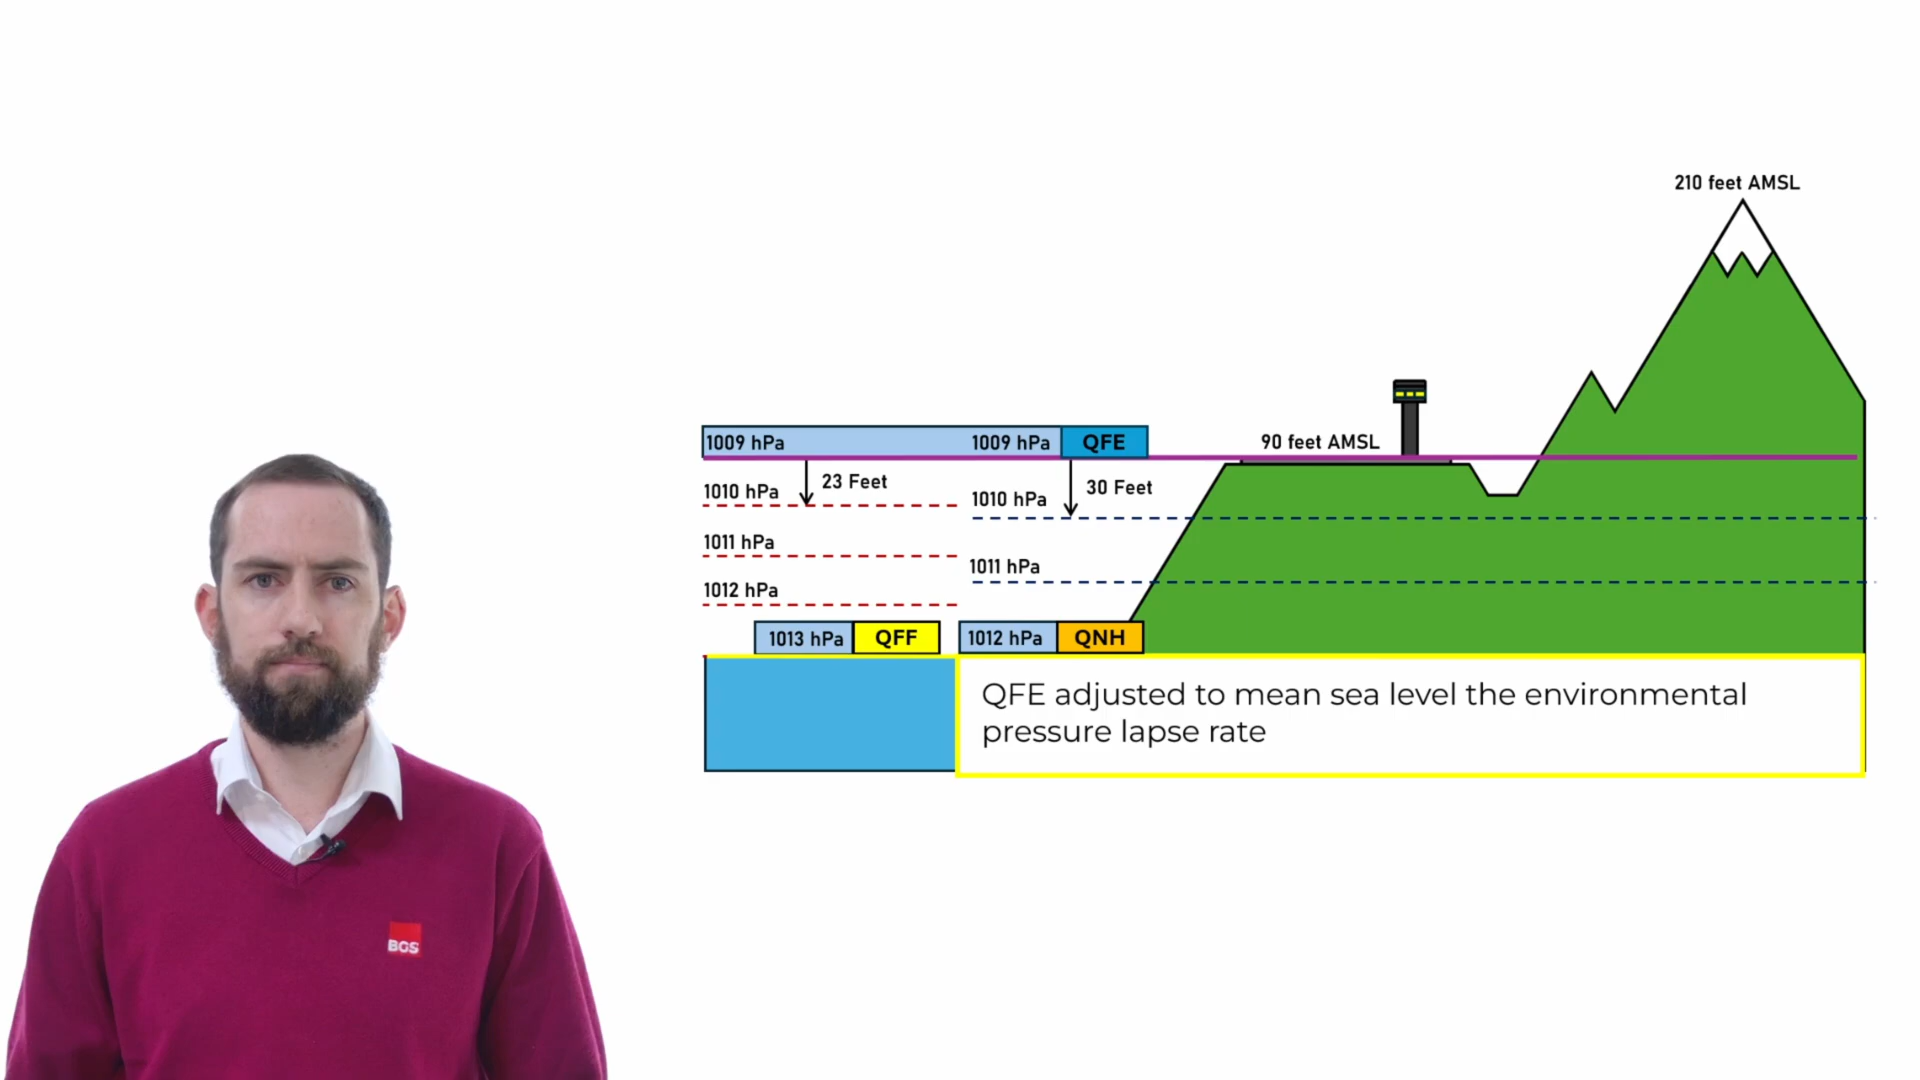 210 feet AMSL
1009 hPa
1009 hPa
QFE
90 feet AMSL
23 Feet
30 Feet
1010 hPa
1010 hPa
1011 hPa
1011 hPa
1012 hPa
1013 hPa
QFF
1012 hPa
QNH
QFE adjusted to mean sea level the environmental
pressure lapse rate
BGS